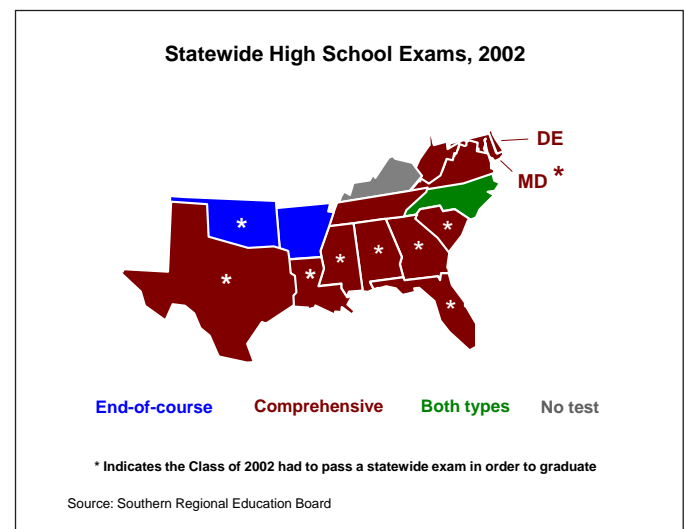 Statewide High School Exams, 2002
DE
MD *
*
*
*
*
*
*
*
*
End-of-course Comprehensive Both types No test
* Indicates the Class of 2002 had to pass a statewide exam in order to graduate
Source: Southern Regional Education Board